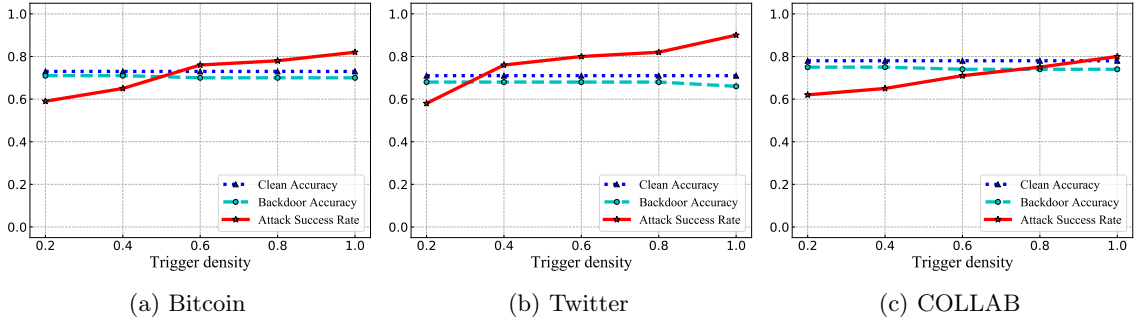 1.0
0.8
0.6
0.4
0.2
0.0
Clean Accuracy
Backdoor Accuracy
Attack Success Rate
0.2 0.4 0.6 0.8 1.0
Trigger density
(a) Bitcoin
1.0
0.8
0.6
0.4
0.2
0.0
Clean Accuracy
Backdoor Accuracy
Attack Success Rate
0.2 0.4 0.6 0.8 1.0
Trigger density
(b) Twitter
1.0
0.8
0.6
0.4
0.2
0.0
Clean Accuracy
Backdoor Accuracy
Attack Success Rate
0.2 0.4 0.6 0.8 1.0
Trigger density
(c) COLLAB